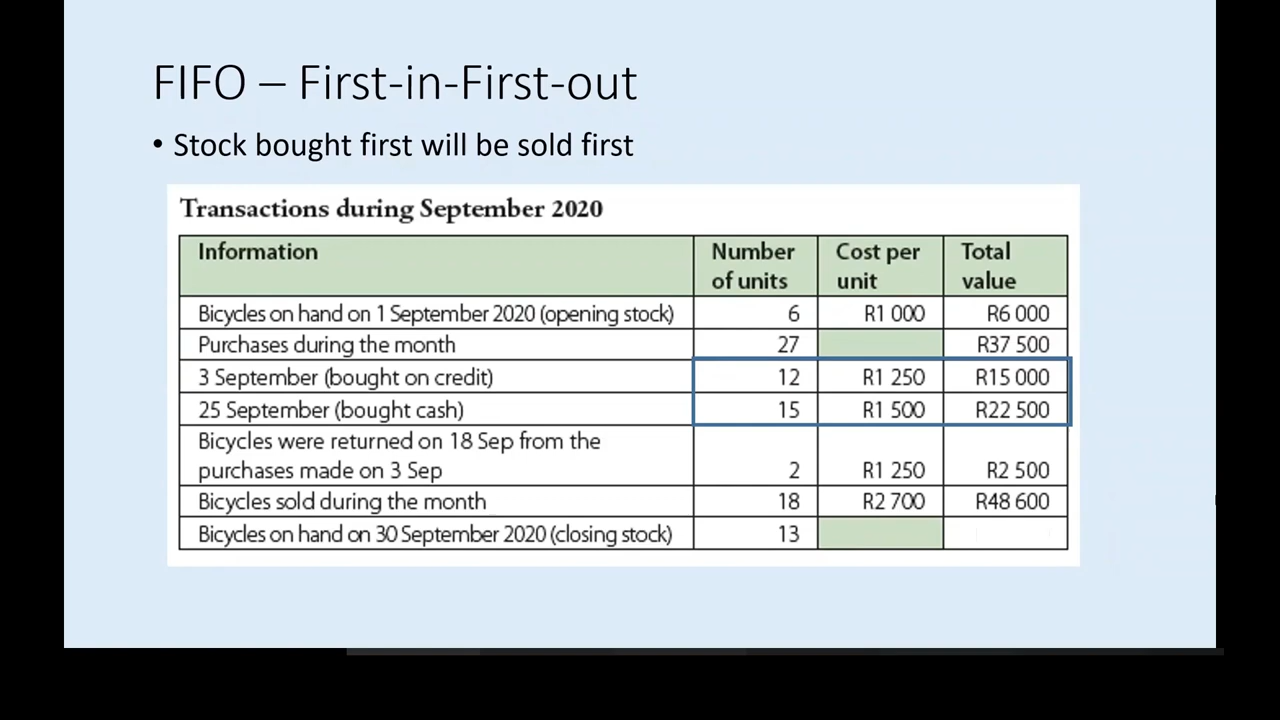 FIFO – First-in-First-out
• Stock bought first will be sold first
Transactions during September 2020
Information Number of units Cost per unit Total value
Bicycles on hand on 1 September 2020 (opening stock) 6 R1 000 R6 000
Purchases during the month 27 R37 500
3 September (bought on credit) 12 R1 250 R15 000
25 September (bought cash) 15 R1 500 R22 500
Bicycles were returned on 18 Sep from the
purchases made on 3 Sep 2 R1 250 R2 500
Bicycles sold during the month 18 R2 700 R48 600
Bicycles on hand on 30 September 2020 (closing stock) 13